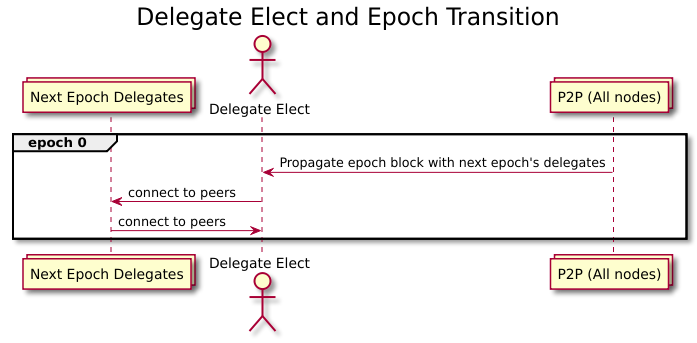 Delegate Elect and Epoch Transition
Next Epoch Delegates
Delegate Elect
P2P (All nodes)
epoch 0
Propagate epoch block with next epoch's delegates
connect to peers
connect to peers
Next Epoch Delegates
Delegate Elect
P2P (All nodes)